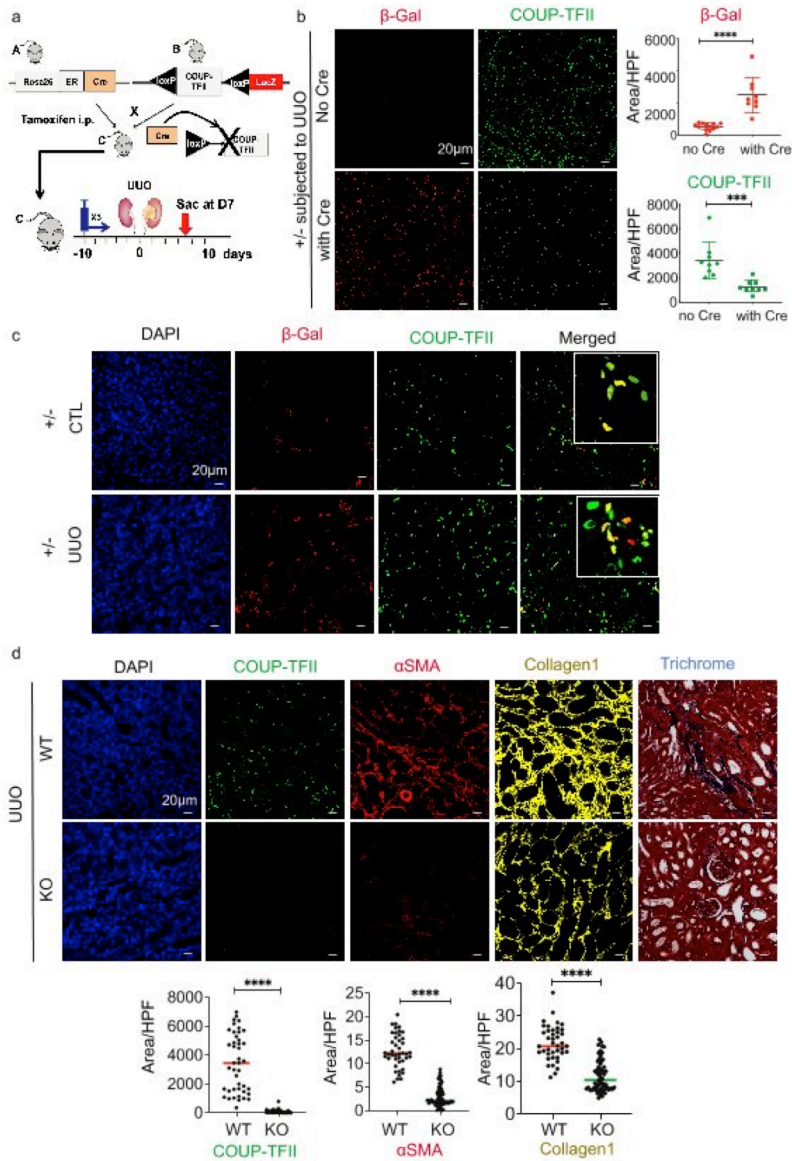 a
A
B
Rosa26 ER Cre
loxP COUP-TFII loxP LacZ
X
Tamoxifen i.p.
C
Cre
loxP COUP-TFII
UUO
Sac at D7
C
X3
-10 0 10 days
b
β-Gal COUP-TFII
+/- subjected to UUO
No Cre
with Cre
20μm
β-Gal
****
Area/HPF
6000
4000
2000
0
no Cre with Cre
COUP-TFII
***
Area/HPF
8000
6000
4000
2000
0
no Cre with Cre
c
DAPI β-Gal COUP-TFII Merged
+/- CTL
20μm
+/- UUO
d
DAPI COUP-TFII αSMA Collagen1 Trichrome
UUO
WT
20μm
KO
****
Area/HPF
8000
6000
4000
2000
0
WT KO
COUP-TFII
****
Area/HPF
25
20
15
10
5
0
WT KO
αSMA
****
Area/HPF
40
30
20
10
0
WT KO
Collagen1